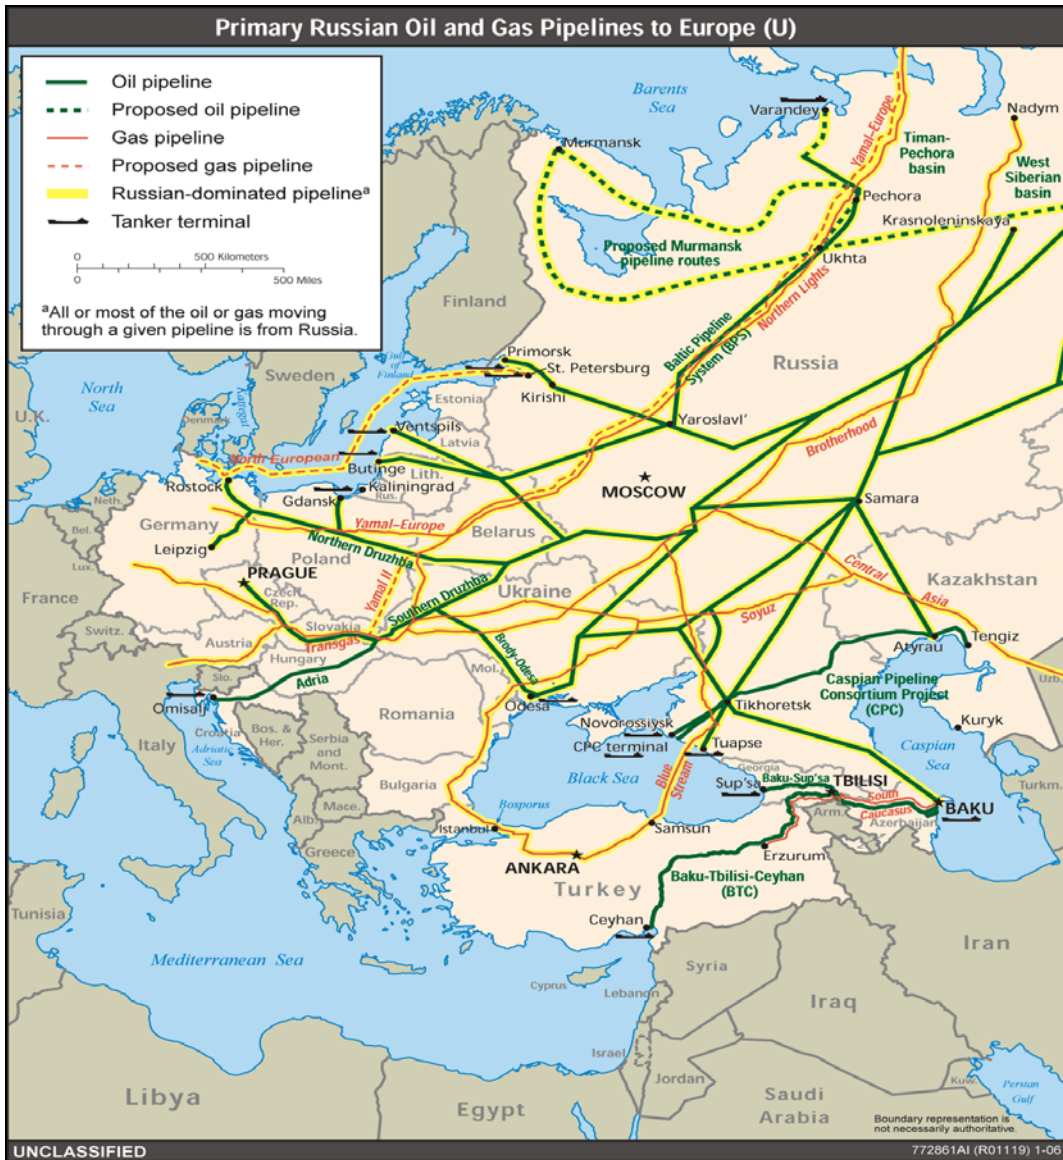 Primary Russian Oil and Gas Pipelines to Europe (U)
Oil pipeline
Proposed oil pipeline
Gas pipeline
Proposed gas pipeline
Russian-dominated pipelineª
Tanker terminal
0 500 Kilometers
0 500 Miles
ªAll or most of the oil or gas moving
through a given pipeline is from Russia.
Barents
Sea
Varandey
Nadym
Murmansk
Yamal-Europe
Timan-
Pechora
basin
West
Siberian
basin
Pechora
Krasnoleninskaya
Proposed Murmansk
pipeline routes
Ukhta
Northern Lights
Finland
Baltic Pipeline
System (BPS)
Russia
Primorsk
Gulf
of
Finland
St. Petersburg
Sweden
Kirishi
North
Sea
Estonia
U.K.
Kattegat
Denmark
Ventspils
Latvia
Yaroslavl'
Brotherhood
North European
Butinge
Lith.
Rostock
Kaliningrad
Rus.
MOSCOW
Gdansk
Samara
Neth.
Germany
Yamal-Europe
Belarus
Bel.
Leipzig
Northern Druzhba
Poland
Lux.
PRAGUE
Yamal II
Southern Druzhba
Ukraine
Central
Asia
Kazakhstan
Czech
Rep.
France
Slovakia
Soyuz
Switz.
Austria
Transgas
Hungary
Brody-Odesa
Atyrau
Tengiz
Slo.
Adria
Mol.
Caspian Pipeline
Consortium Project
(CPC)
Uzb.
Omisalj
Croatia
Romania
Odesa
Tikhoretsk
Novorossiysk
Kuryk
Italy
Bos. &
Her.
Adriatic
Sea
Serbia
and
Mont.
CPC terminal
Tuapse
Caspian
Sea
Black Sea
Blue
Stream
Georgia
Baku-Sup'sa
TBILISI
Sup'sa
Turkm.
Bulgaria
South
Caucasus
BAKU
Mace.
Bosporus
Arm.
Azerbaijan
Alb.
Istanbul
Samsun
Greece
ANKARA
Erzurum
Turkey
Baku-Tbilisi-Ceyhan
(BTC)
Tunisia
Ceyhan
Iran
Mediterranean Sea
Syria
Cyprus
Lebanon
Iraq
Israel
Jordan
Kuw.
Persian
Gulf
Libya
Egypt
Saudi
Arabia
Boundary representation is
not necessarily authoritative.
UNCLASSIFIED
772861AI (R01119) 1-06